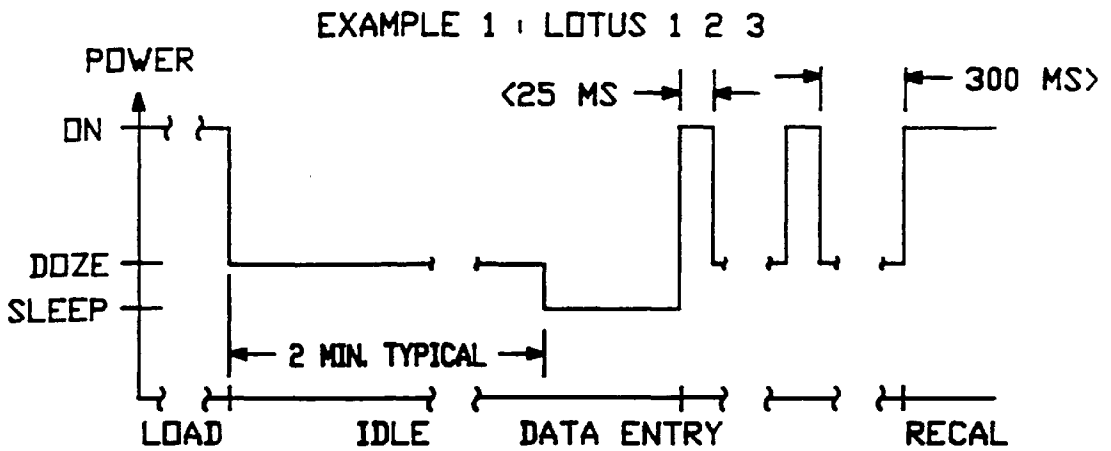 EXAMPLE 1 : LOTUS 1 2 3
POWER
<25 MS
300 MS>
ON
DOZE
SLEEP
2 MIN. TYPICAL
LOAD IDLE DATA ENTRY RECAL